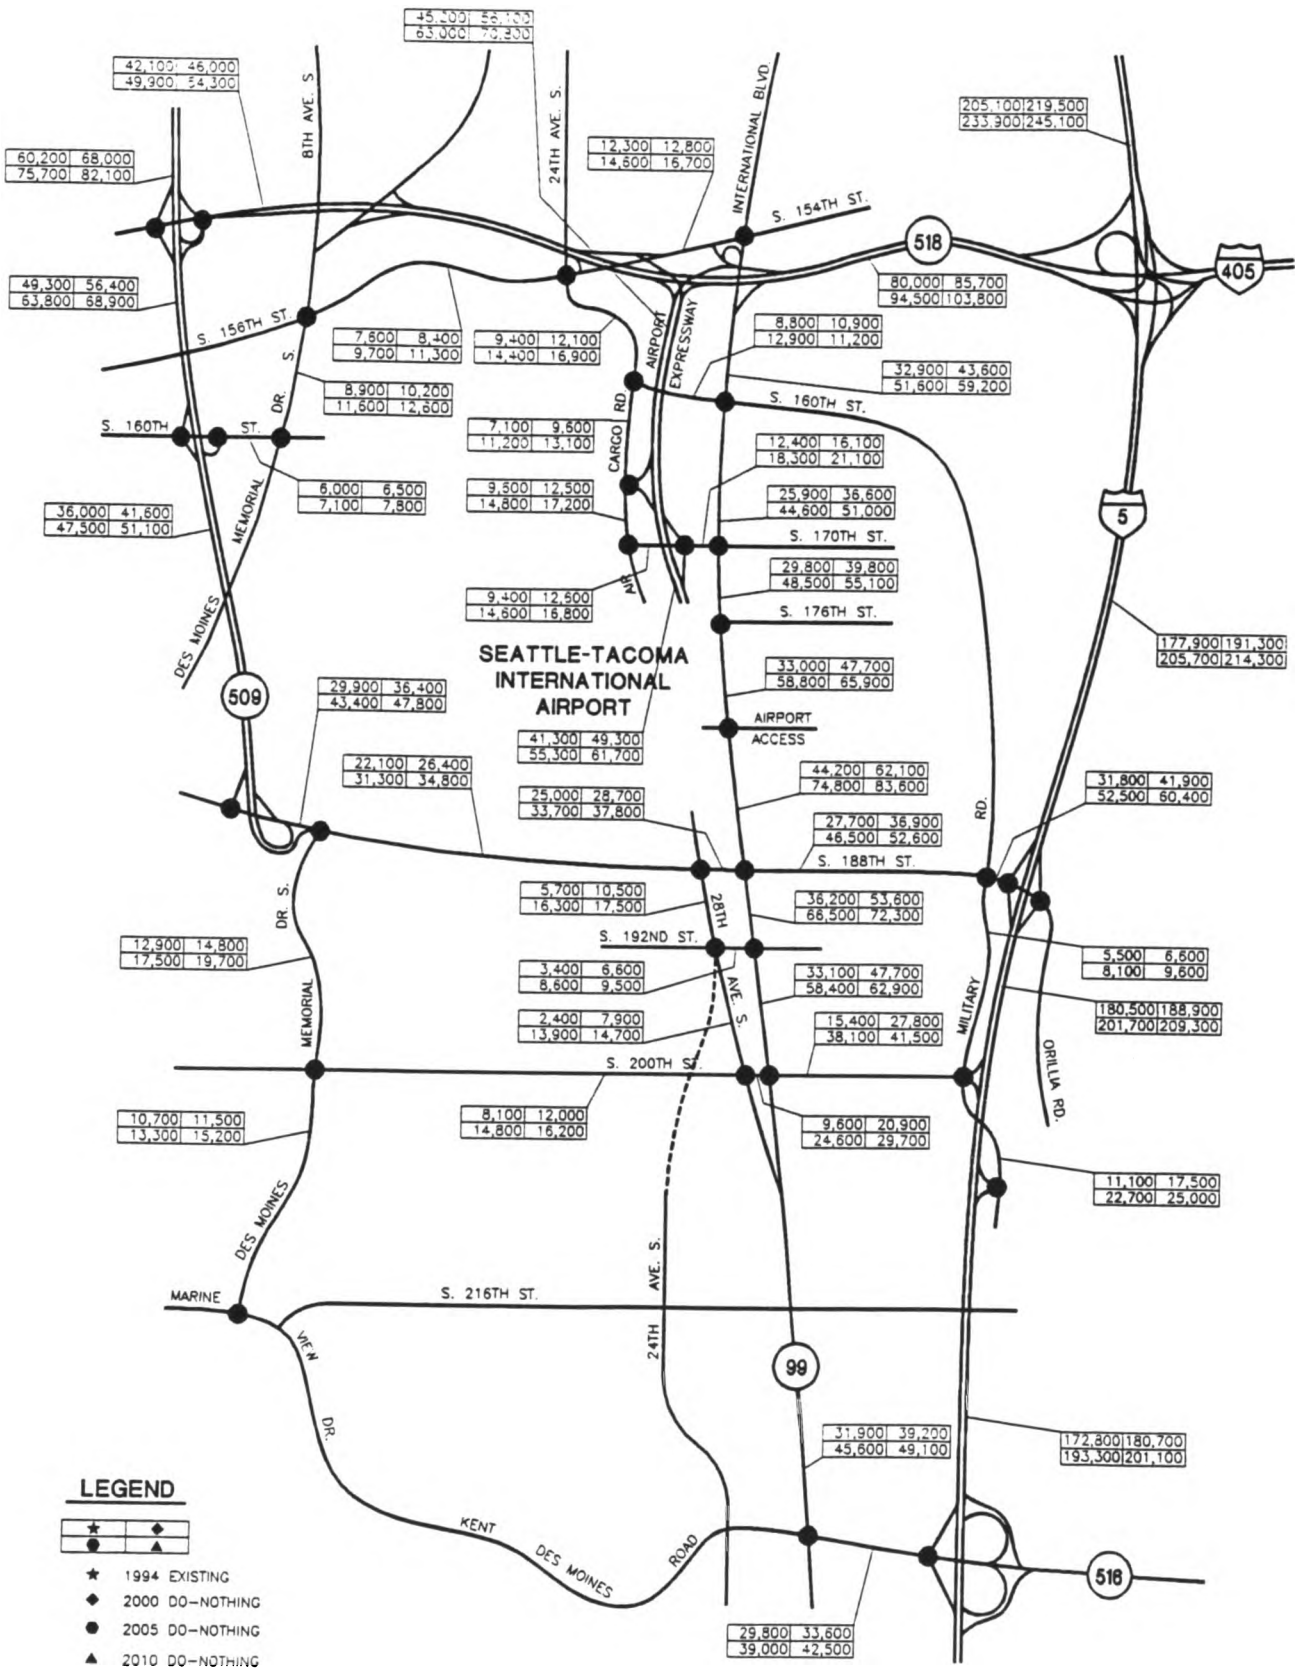 45,200 56,100
63,000 70,800
42,100 46,000
49,900 54,300
8TH AVE. S
24TH AVE. S.
INTERNATIONAL BLVD.
205,100 219,500
233,900 245,100
60,200 68,000
75,700 82,100
12,300 12,800
14,600 16,700
S. 154TH ST.
518
405
49,300 56,400
63,800 68,900
80,000 85,700
94,500 103,800
S. 156TH ST.
7,600 8,400
9,700 11,300
9,400 12,100
14,400 16,900
AIRPORT
EXPRESSWAY
8,800 10,900
12,900 11,200
32,900 43,600
51,600 59,200
8,900 10,200
11,600 12,600
S. 160TH ST.
S. 160TH ST.
DES MOINES MEMORIAL DR. S.
7,100 9,600
11,200 13,100
AIR CARGO RD.
12,400 16,100
18,300 21,100
6,000 6,500
7,100 7,800
9,600 12,500
14,800 17,200
25,900 36,600
44,600 51,000
36,000 41,600
47,500 51,100
5
S. 170TH ST.
29,800 39,800
48,500 55,100
9,400 12,600
14,600 16,800
S. 176TH ST.
177,900 191,300
205,700 214,300
SEATTLE-TACOMA
INTERNATIONAL
AIRPORT
33,000 47,700
58,800 65,900
509
29,900 36,400
43,400 47,800
AIRPORT
ACCESS
41,300 49,300
55,300 61,700
22,100 26,400
31,300 34,800
44,200 62,100
74,800 83,600
31,800 41,900
52,500 60,400
25,000 28,700
33,700 37,800
27,700 36,900
46,500 52,600
S. 188TH ST.
5,700 10,500
16,300 17,500
36,200 53,600
66,500 72,300
28TH AVE. S.
S. 192ND ST.
12,900 14,800
17,500 19,700
5,500 6,600
8,100 9,600
3,400 6,600
8,600 9,500
33,100 47,700
58,400 62,900
MILITARY RD.
180,500 188,900
201,700 209,300
2,400 7,900
13,900 14,700
15,400 27,800
38,100 41,500
ORILLIA RD.
S. 200TH ST.
DES MOINES MEMORIAL DR. S.
10,700 11,500
13,300 15,200
8,100 12,000
14,800 16,200
9,600 20,900
24,600 29,700
11,100 17,500
22,700 25,000
24TH AVE. S.
MARINE VIEW DR.
S. 216TH ST.
99
31,900 39,200
45,600 49,100
172,800 180,700
193,300 201,100
KENT DES MOINES ROAD
516
29,800 33,600
39,000 42,500
LEGEND
★ ◆
● ▲
★ 1994 EXISTING
◆ 2000 DO-NOTHING
● 2005 DO-NOTHING
▲ 2010 DO-NOTHING